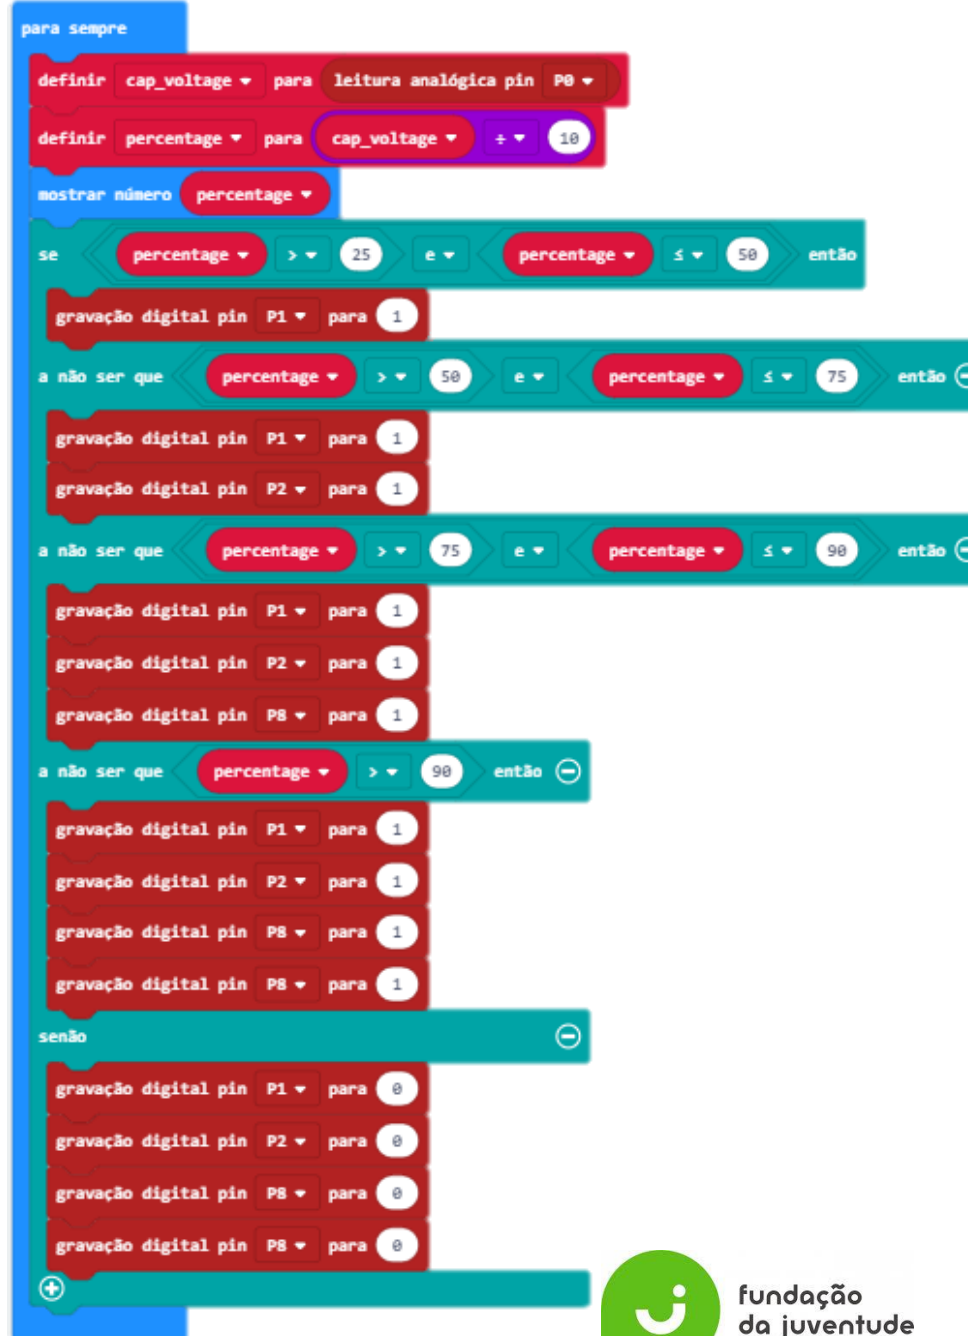 para sempre
definir cap_voltage para leitura analógica pin P0
definir percentage para cap_voltage ÷ 10
mostrar número percentage
se percentage > 25 e percentage ≤ 50 então
gravação digital pin P1 para 1
a não ser que percentage > 50 e percentage ≤ 75 então
gravação digital pin P1 para 1
gravação digital pin P2 para 1
a não ser que percentage > 75 e percentage ≤ 90 então
gravação digital pin P1 para 1
gravação digital pin P2 para 1
gravação digital pin P8 para 1
a não ser que percentage > 90 então
gravação digital pin P1 para 1
gravação digital pin P2 para 1
gravação digital pin P8 para 1
gravação digital pin P8 para 1
senão
gravação digital pin P1 para 0
gravação digital pin P2 para 0
gravação digital pin P8 para 0
gravação digital pin P8 para 0
fundação
da juventude